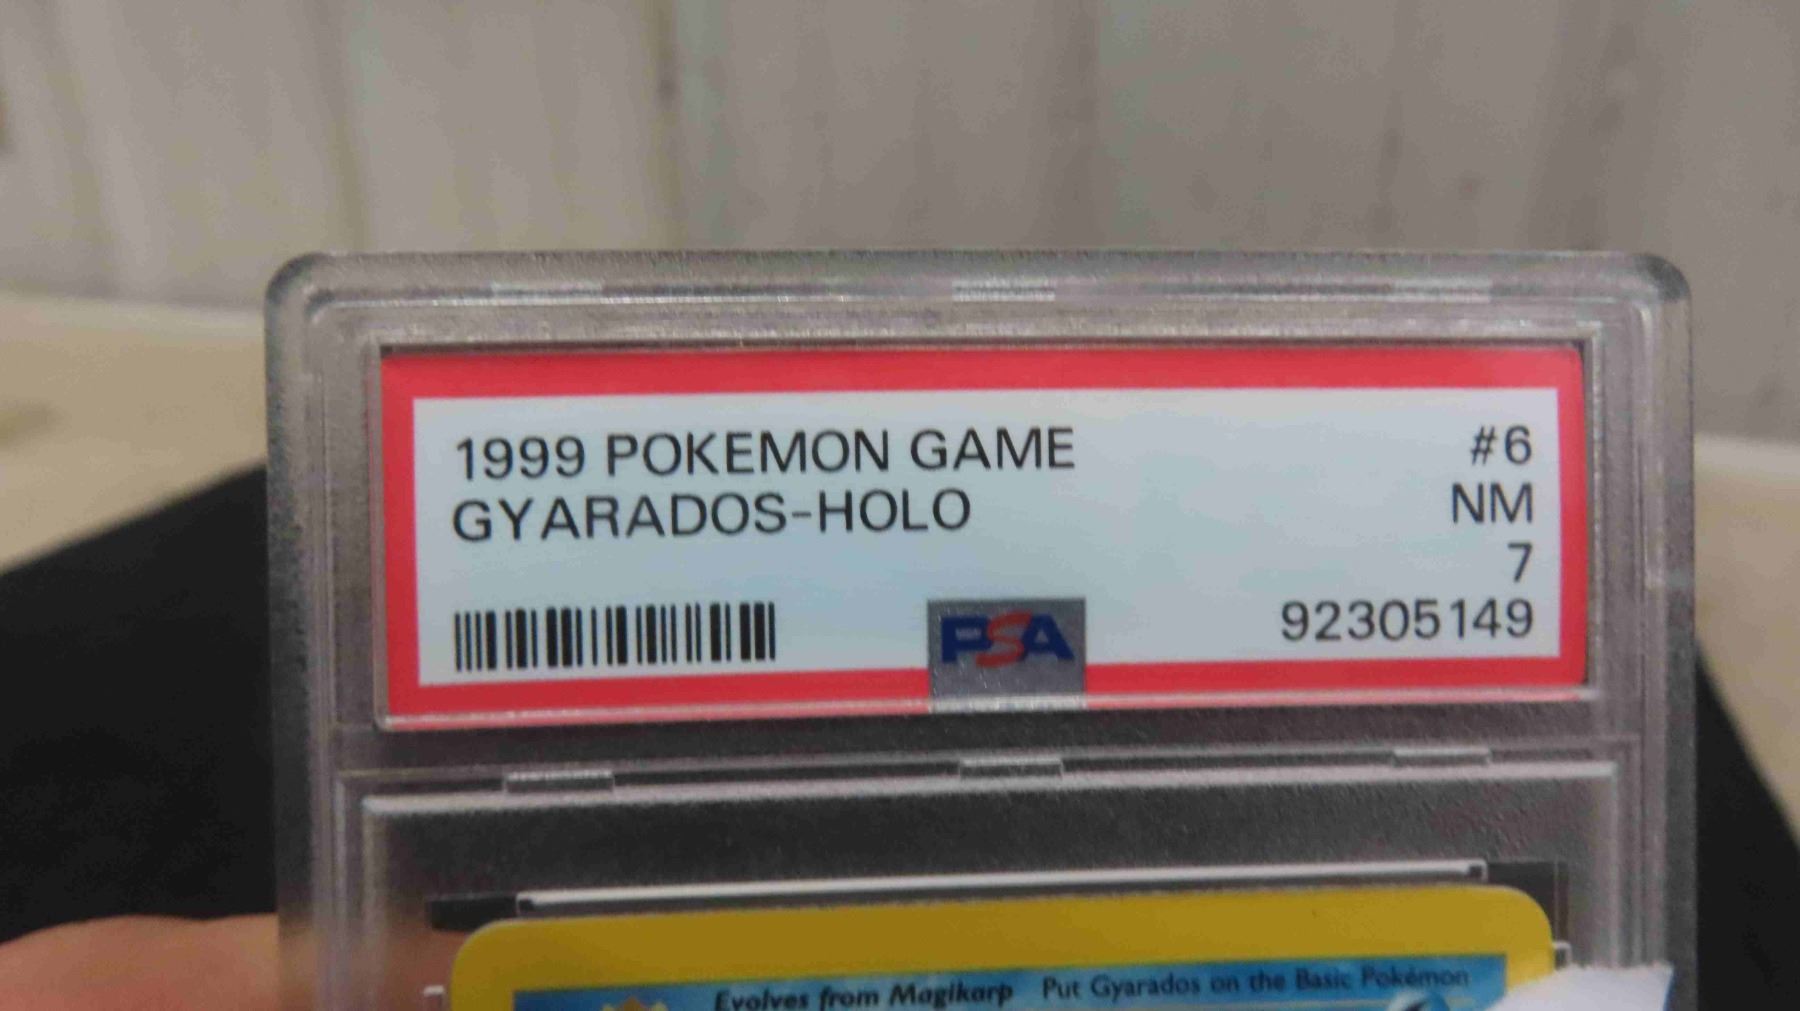 1999 POKEMON GAME #6
GYARADOS-HOLO NM
7
PSA 92305149
Evolves from Magikarp Put Gyarados on the Basic Pokémon